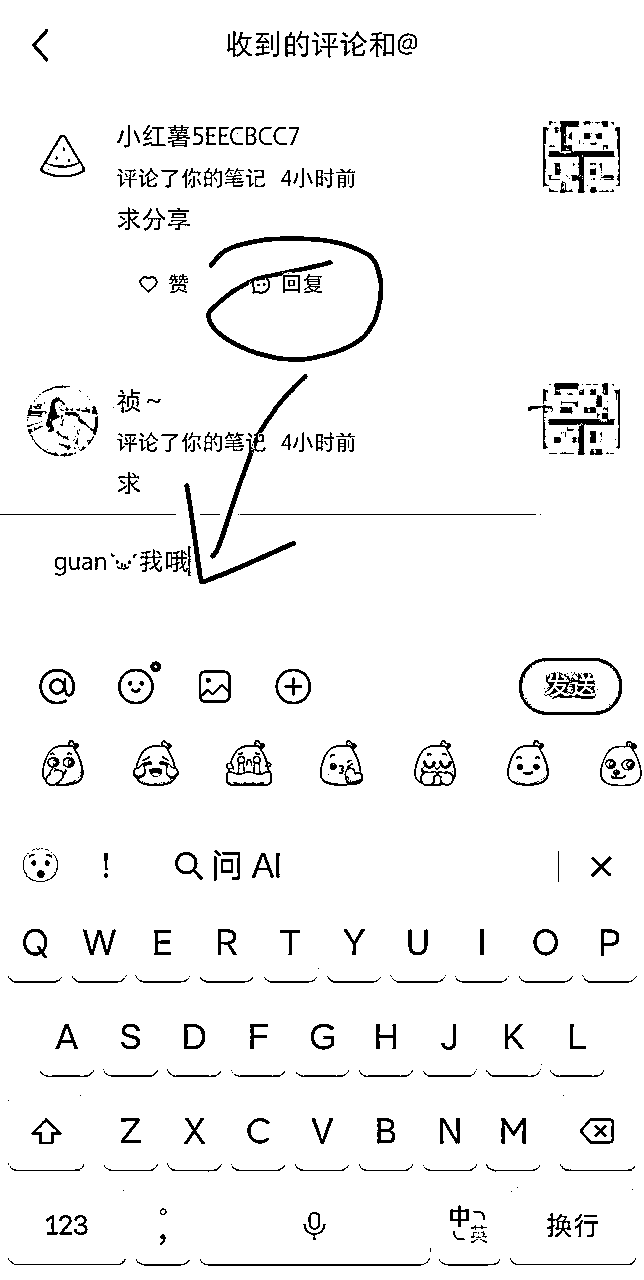 收到的评论和@
小红薯5EECBCC7
评论了你的笔记 4小时前
求分享
赞 回复
祯~
评论了你的笔记 4小时前
求
guan`ω´我哦
发送
! 问 AI
Q W E R T Y U I O P
A S D F G H J K L
Z X C V B N M
123 。, 中英 换行